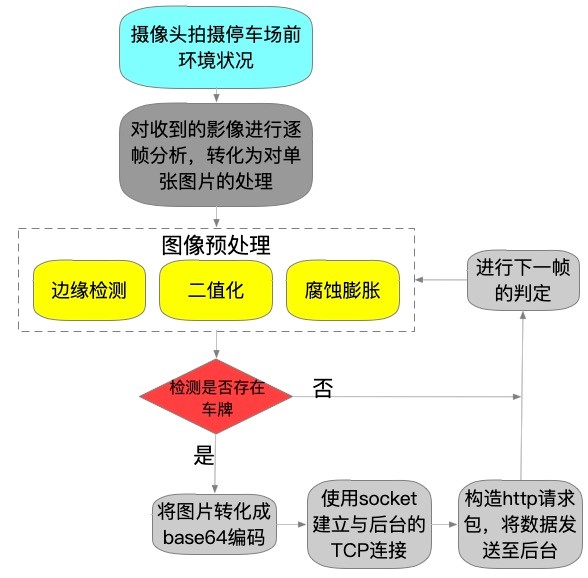 摄像头拍摄停车场前
环境状况
对收到的影像进行逐
帧分析，转化为对单
张图片的处理
图像预处理
边缘检测
二值化
腐蚀膨胀
进行下一帧
的判定
检测是否存在
车牌
否
是
将图片转化成
base64编码
使用socket
建立与后台的
TCP连接
构造http请求
包，将数据发
送至后台